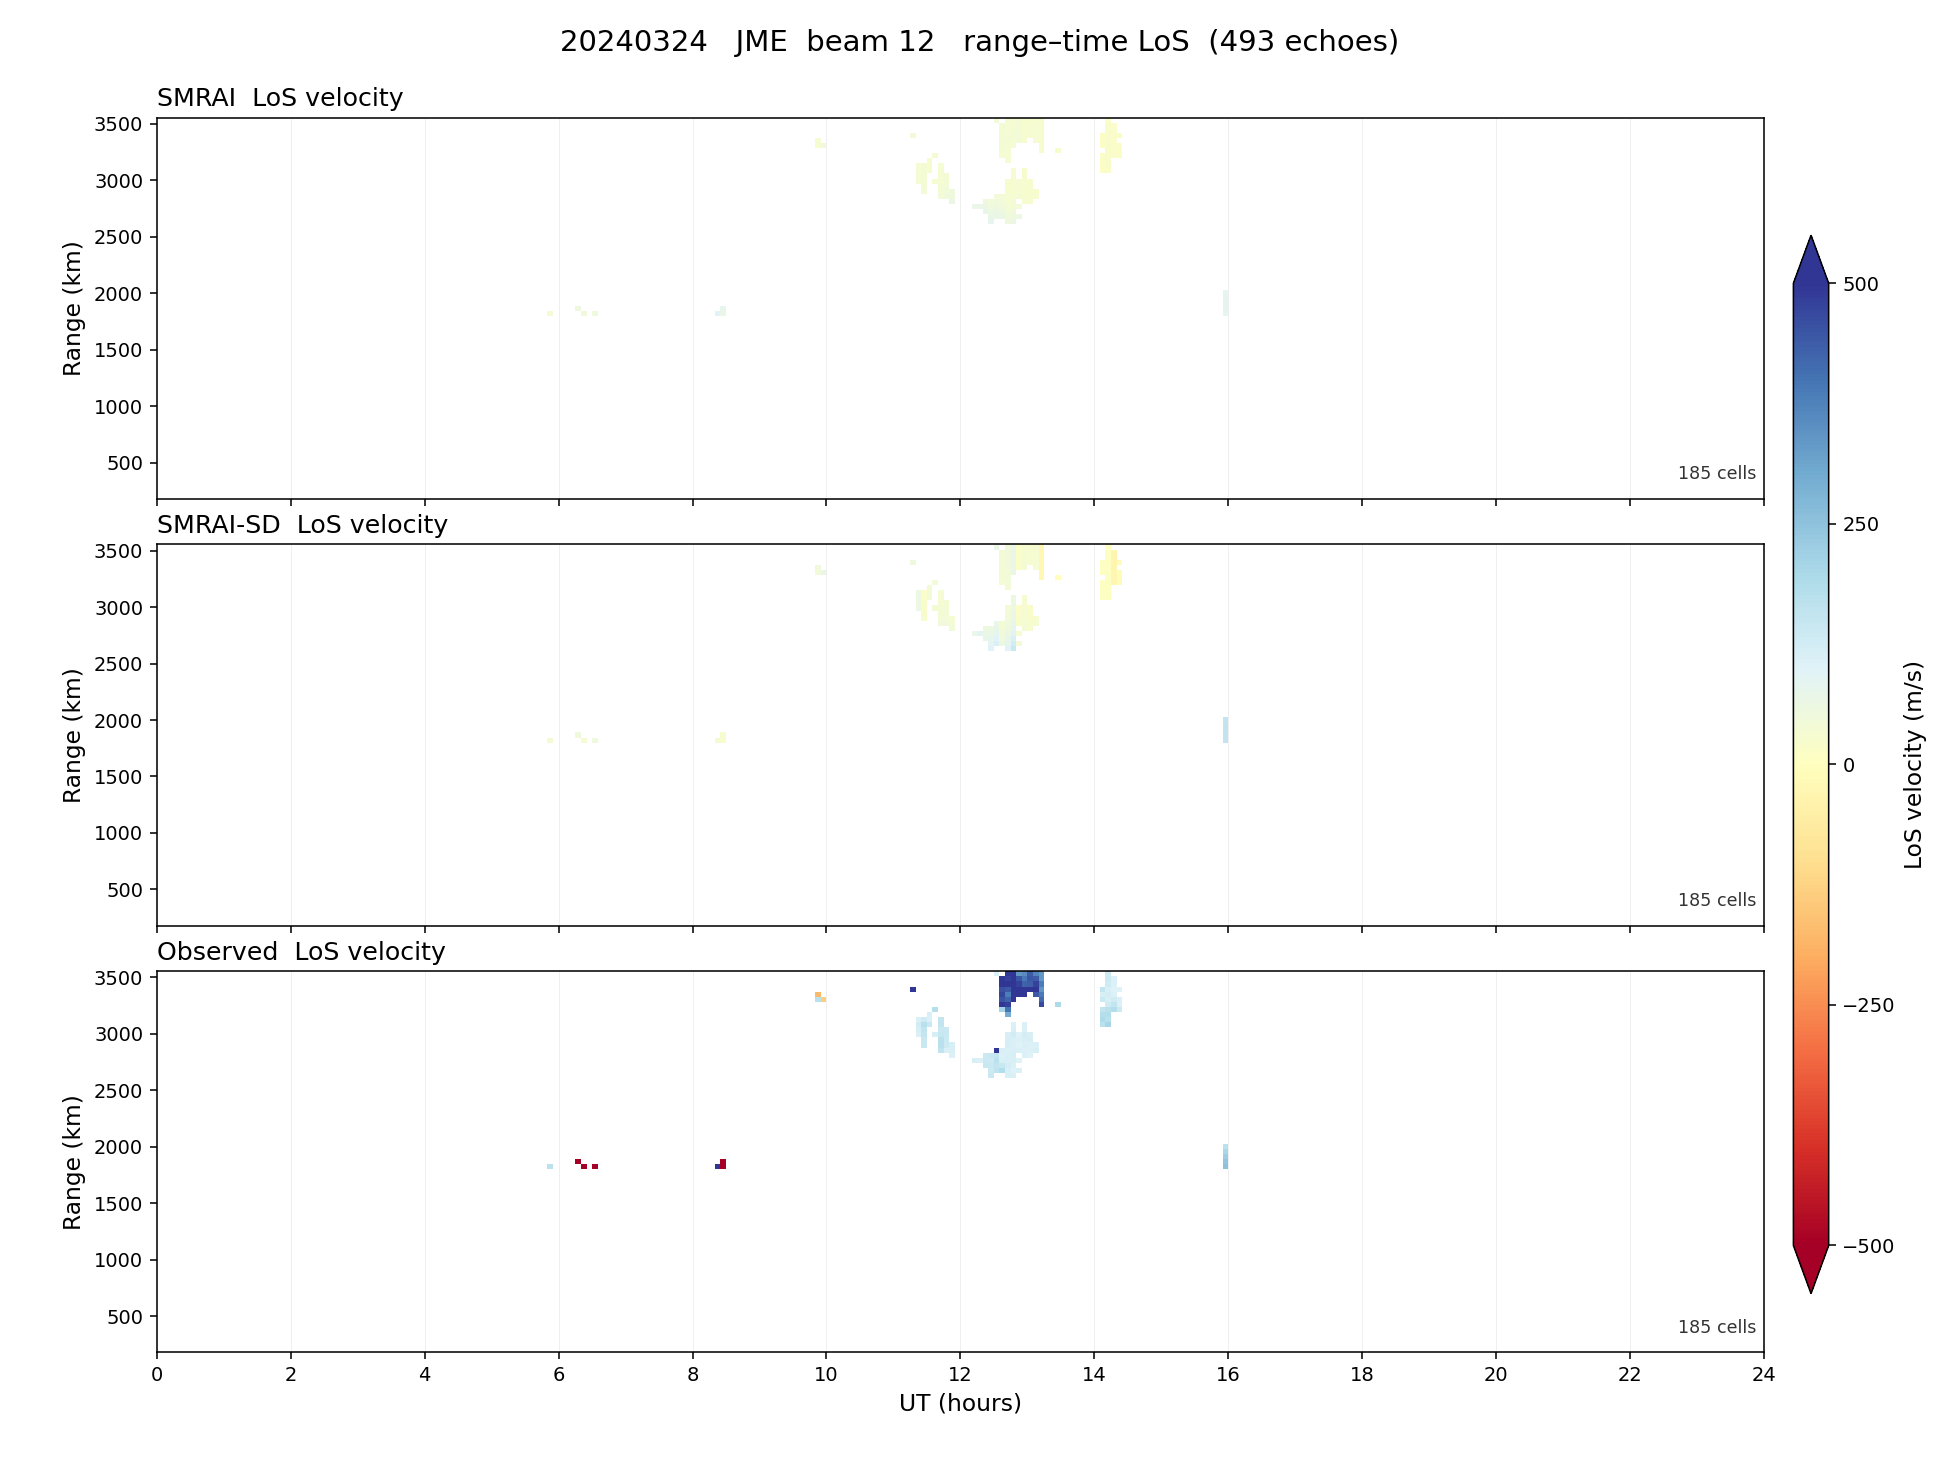 20240324   JME  beam 12   range–time LoS  (493 echoes)
SMRAI  LoS velocity
3500
3000
2500
2000
1500
1000
500
Range (km)
185 cells
SMRAI-SD  LoS velocity
3500
3000
2500
2000
1500
1000
500
Range (km)
185 cells
Observed  LoS velocity
3500
3000
2500
2000
1500
1000
500
Range (km)
185 cells
0 2 4 6 8 10 12 14 16 18 20 22 24
UT (hours)
500
250
0
−250
−500
LoS velocity (m/s)